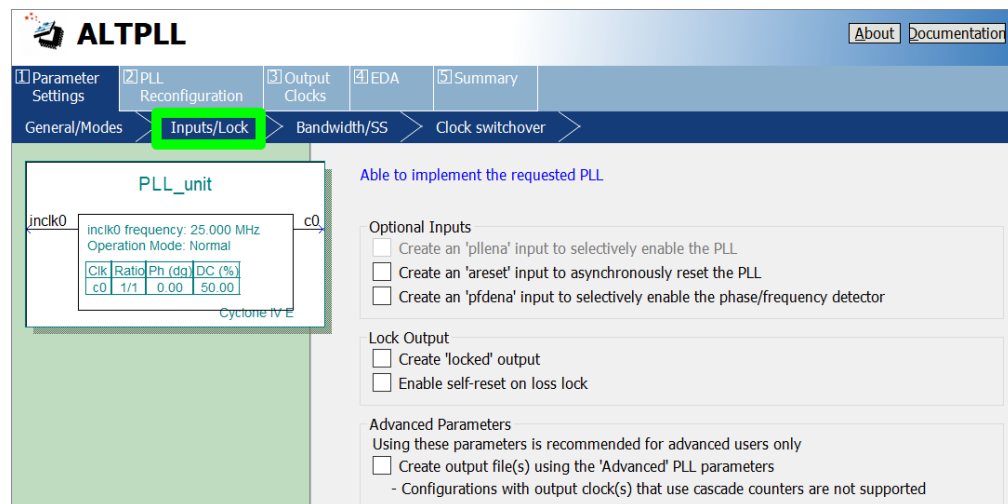 ALTPLL
About
Documentation
1 Parameter Settings
2 PLL Reconfiguration
3 Output Clocks
4 EDA
5 Summary
General/Modes
Inputs/Lock
Bandwidth/SS
Clock switchover
PLL_unit
inclk0
c0
inclk0 frequency: 25.000 MHz
Operation Mode: Normal
Clk Ratio Ph (dg) DC (%)
c0 1/1 0.00 50.00
Cyclone IV E
Able to implement the requested PLL
Optional Inputs
Create an 'pllena' input to selectively enable the PLL
Create an 'areset' input to asynchronously reset the PLL
Create an 'pfdena' input to selectively enable the phase/frequency detector
Lock Output
Create 'locked' output
Enable self-reset on loss lock
Advanced Parameters
Using these parameters is recommended for advanced users only
Create output file(s) using the 'Advanced' PLL parameters
- Configurations with output clock(s) that use cascade counters are not supported